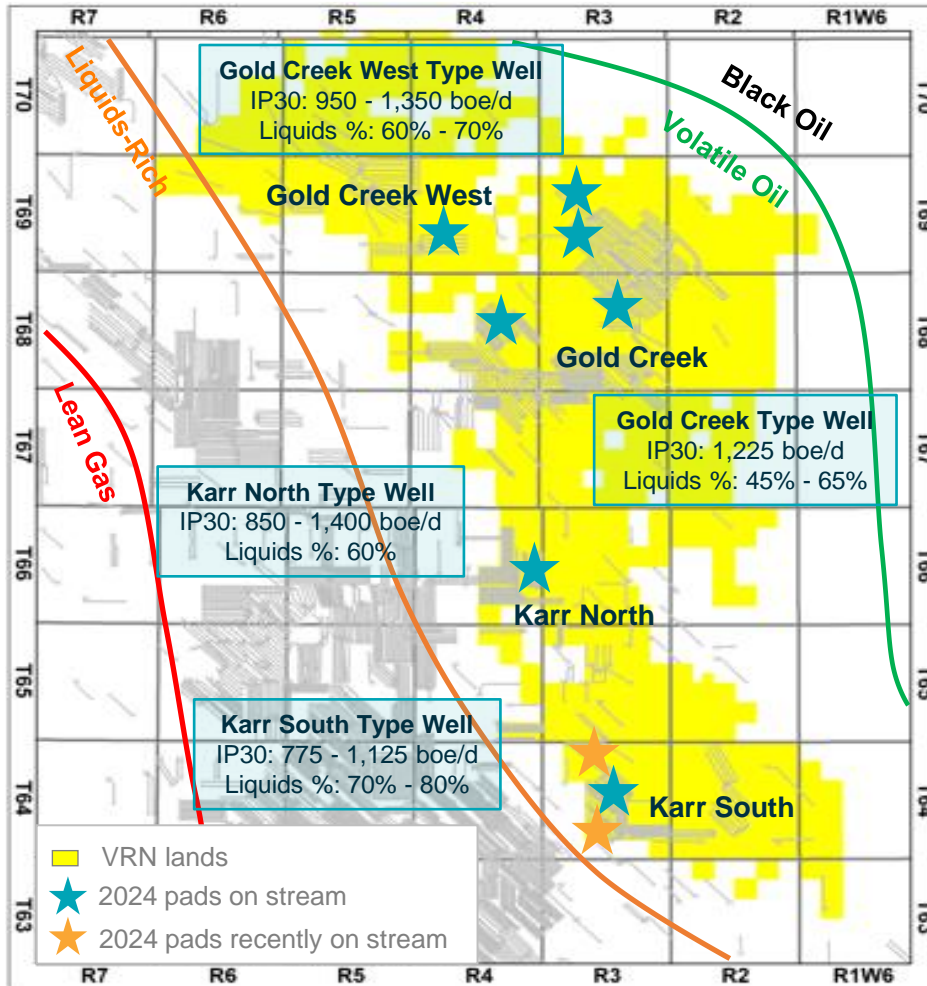 R7 R6 R5 R4 R3 R2 R1W6
T70
T70
Liquids-Rich
Gold Creek West Type Well
IP30: 950 - 1,350 boe/d
Liquids %: 60% - 70%
Black Oil
Volatile Oil
Gold Creek West
T69
T69
T68
T68
Gold Creek
Lean Gas
T67
T67
Gold Creek Type Well
IP30: 1,225 boe/d
Liquids %: 45% - 65%
Karr North Type Well
IP30: 850 - 1,400 boe/d
Liquids %: 60%
T66
T66
Karr North
T65
T65
Karr South Type Well
IP30: 775 - 1,125 boe/d
Liquids %: 70% - 80%
T64
T64
Karr South
VRN lands
2024 pads on stream
2024 pads recently on stream
T63
T63
R7 R6 R5 R4 R3 R2 R1W6